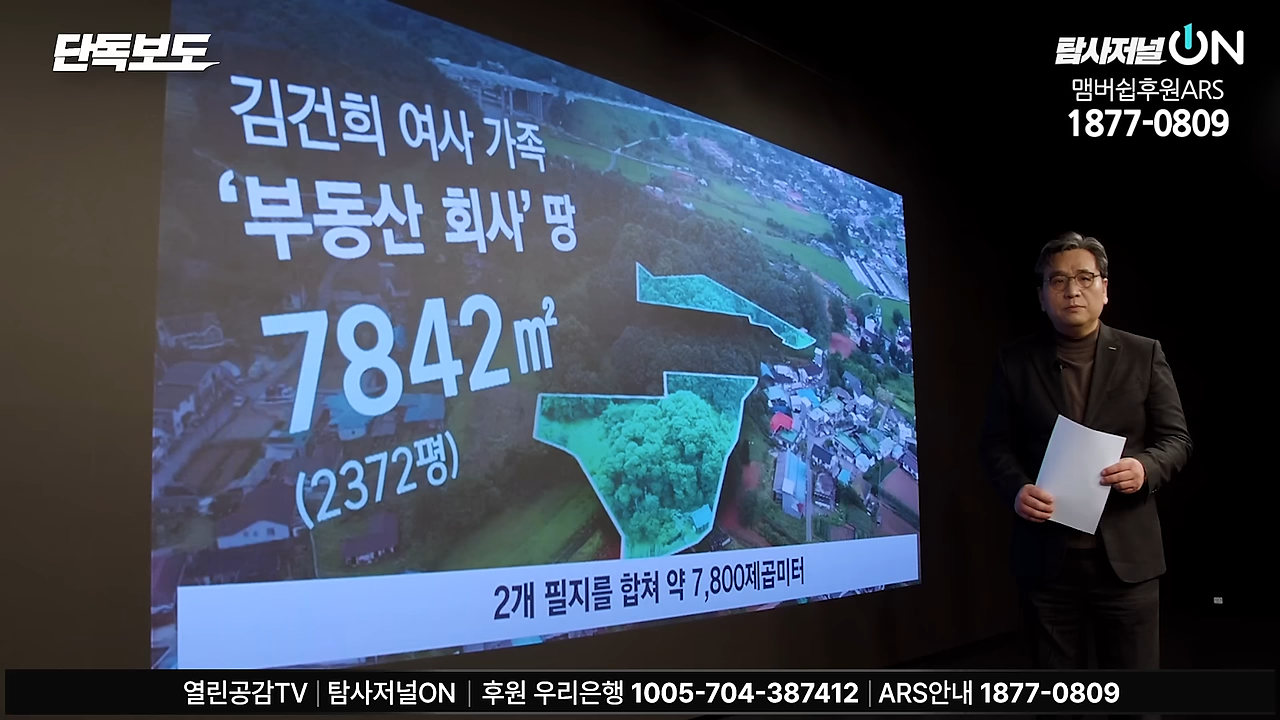 단독보도
탐사저널ON
맴버쉽후원ARS
1877-0809
김건희 여사 가족
‘부동산 회사’ 땅
7842㎡
(2372평)
2개 필지를 합쳐 약 7,800제곱미터
열린공감TV | 탐사저널ON | 후원 우리은행 1005-704-387412 | ARS안내 1877-0809